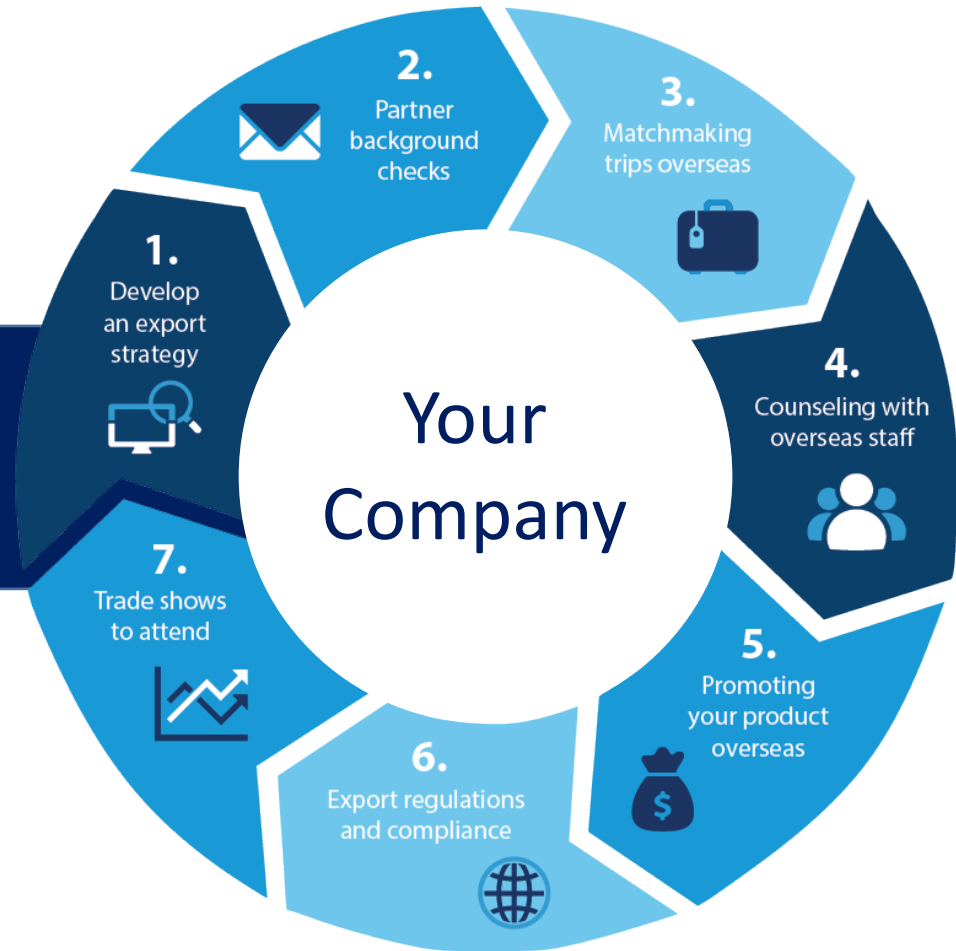 1.
Develop
an export
strategy
2.
Partner
background
checks
3.
Matchmaking
trips overseas
4.
Counseling with
overseas staff
5.
Promoting
your product
overseas
$
6.
Export regulations
and compliance
7.
Trade shows
to attend
Your
Company